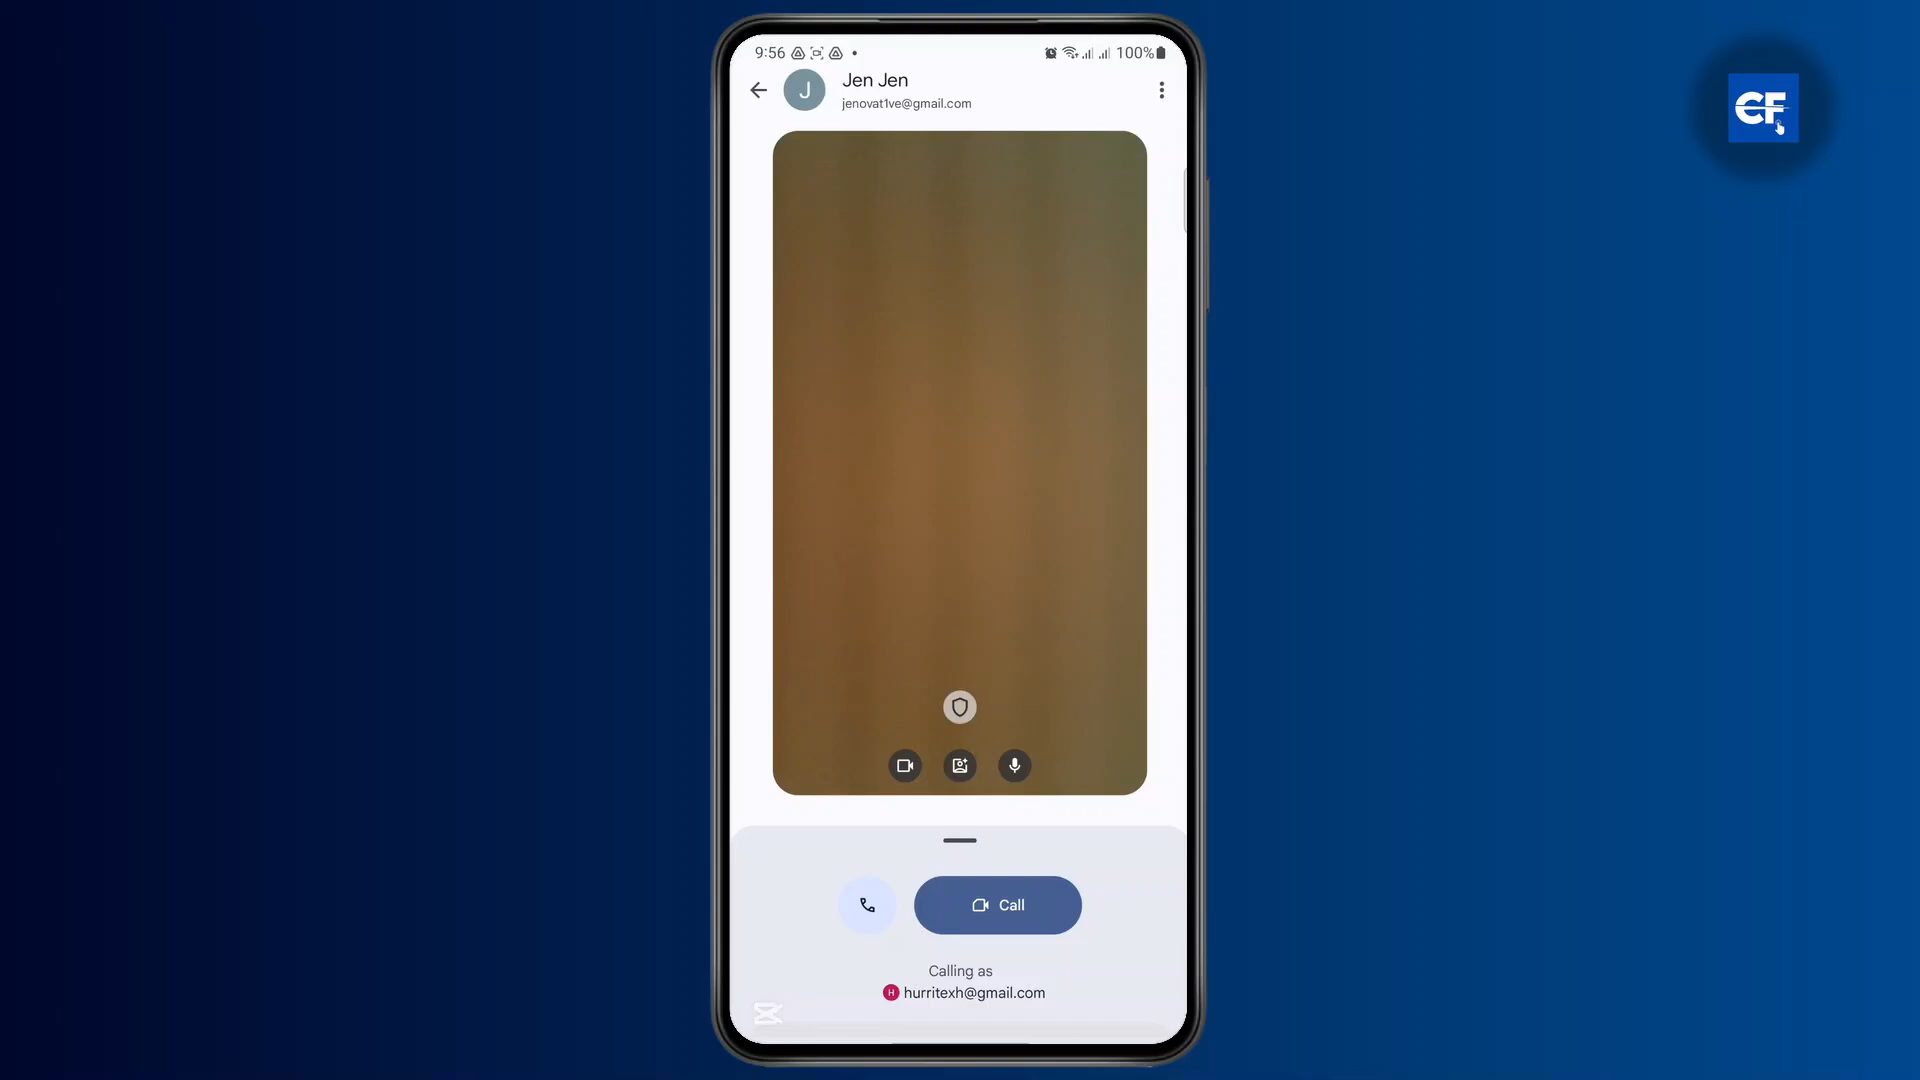 9:56
100%
J
Jen Jen
jenovat1ve@gmail.com
CF
Call
Calling as
H
hurritexh@gmail.com